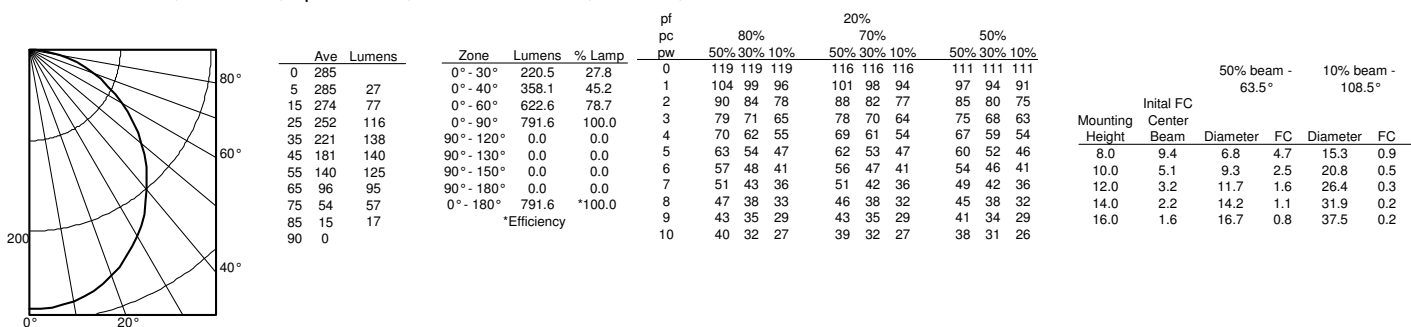 80°
60°
40°
200
0°
20°
Ave Lumens
0 285
5 285 27
15 274 77
25 252 116
35 221 138
45 181 140
55 140 125
65 96 95
75 54 57
85 15 17
90 0
Zone Lumens % Lamp
0° - 30° 220.5 27.8
0° - 40° 358.1 45.2
0° - 60° 622.6 78.7
0° - 90° 791.6 100.0
90° - 120° 0.0 0.0
90° - 130° 0.0 0.0
90° - 150° 0.0 0.0
90° - 180° 0.0 0.0
0° - 180° 791.6 *100.0
*Efficiency
pf 20%
pc 80% 70% 50%
pw 50% 30% 10% 50% 30% 10% 50% 30% 10%
0 119 119 119 116 116 116 111 111 111
1 104 99 96 101 98 94 97 94 91
2 90 84 78 88 82 77 85 80 75
3 79 71 65 78 70 64 75 68 63
4 70 62 55 69 61 54 67 59 54
5 63 54 47 62 53 47 60 52 46
6 57 48 41 56 47 41 54 46 41
7 51 43 36 51 42 36 49 42 36
8 47 38 33 46 38 32 45 38 32
9 43 35 29 43 35 29 41 34 29
10 40 32 27 39 32 27 38 31 26
50% beam - 10% beam -
63.5° 108.5°
Inital FC
Mounting Center
Height Beam Diameter FC Diameter FC
8.0 9.4 6.8 4.7 15.3 0.9
10.0 5.1 9.3 2.5 20.8 0.5
12.0 3.2 11.7 1.6 26.4 0.3
14.0 2.2 14.2 1.1 31.9 0.2
16.0 1.6 16.7 0.8 37.5 0.2